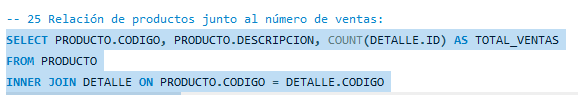 -- 25 Relación de productos junto al número de ventas:
SELECT PRODUCTO.CODIGO, PRODUCTO.DESCRIPCION, COUNT(DETALLE.ID) AS TOTAL_VENTAS
FROM PRODUCTO
INNER JOIN DETALLE ON PRODUCTO.CODIGO = DETALLE.CODIGO